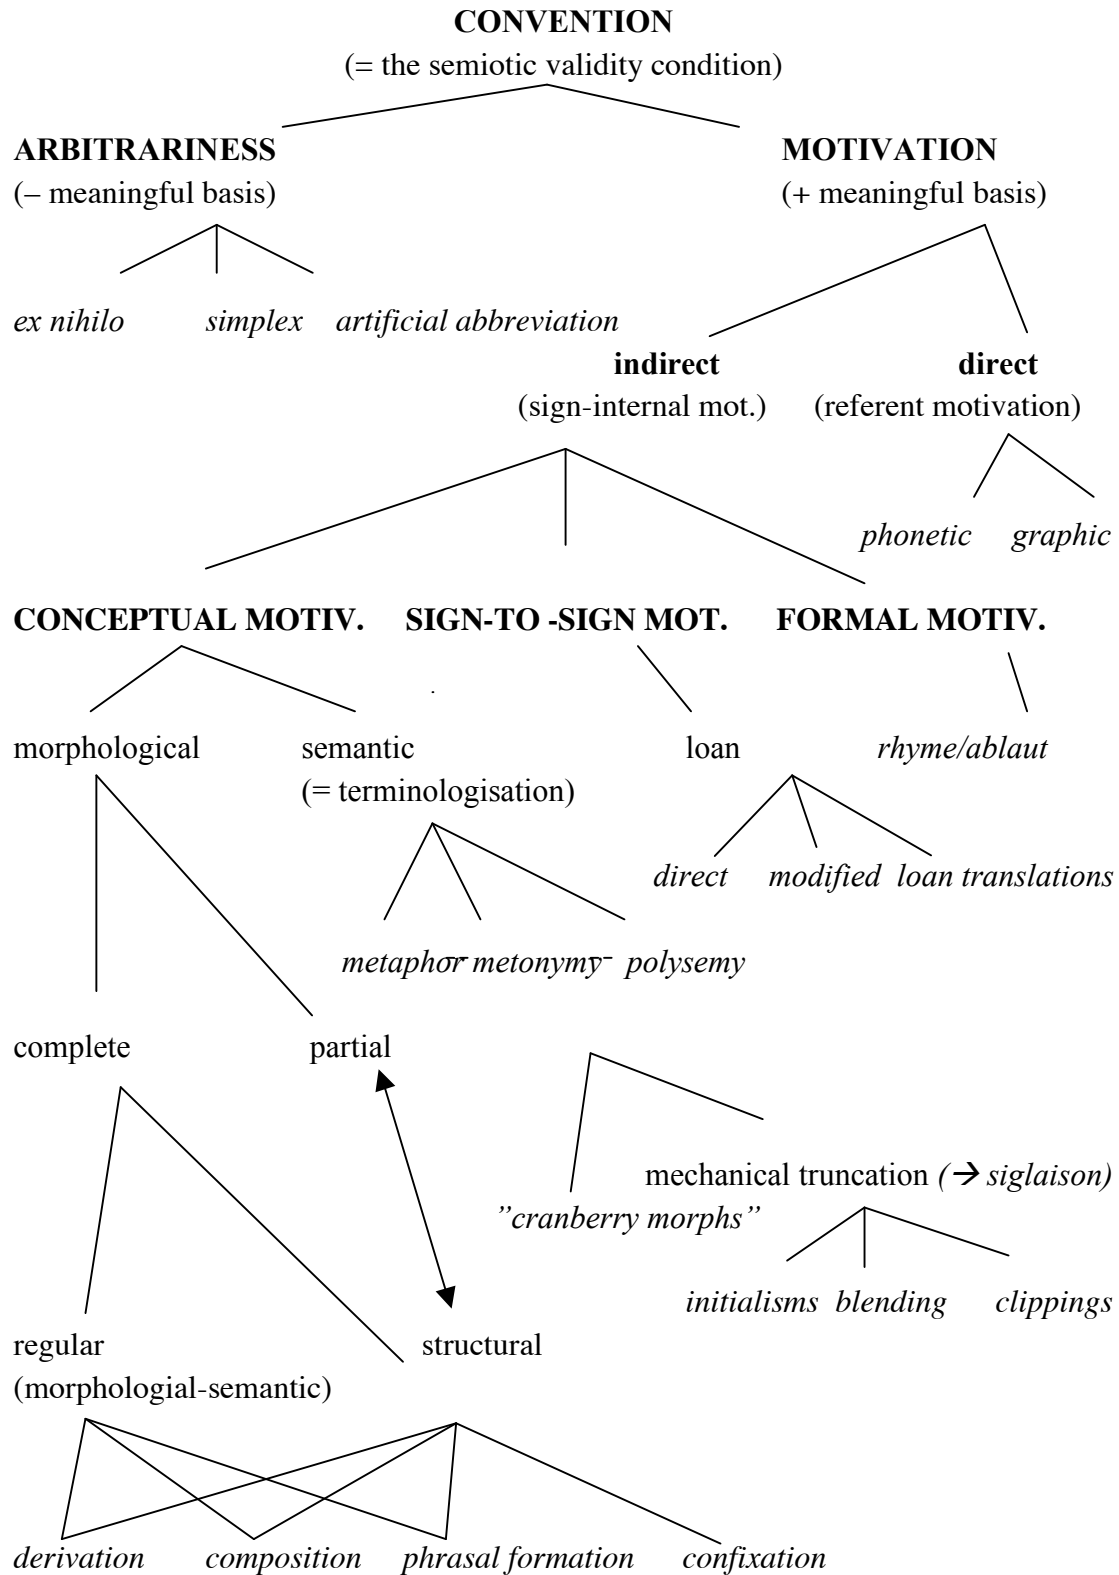 CONVENTION
(= the semiotic validity condition)
ARBITRARINESS MOTIVATION
(– meaningful basis) (+ meaningful basis)
ex nihilo simplex artificial abbreviation
indirect direct
(sign-internal mot.) (referent motivation)
phonetic graphic
CONCEPTUAL MOTIV. SIGN-TO -SIGN MOT. FORMAL MOTIV.
morphological semantic loan rhyme/ablaut
(= terminologisation)
direct modified loan translations
metaphor metonymy polysemy
complete partial
mechanical truncation (→ siglaison)
”cranberry morphs”
initialisms blending clippings
regular structural
(morphologial-semantic)
derivation composition phrasal formation confixation